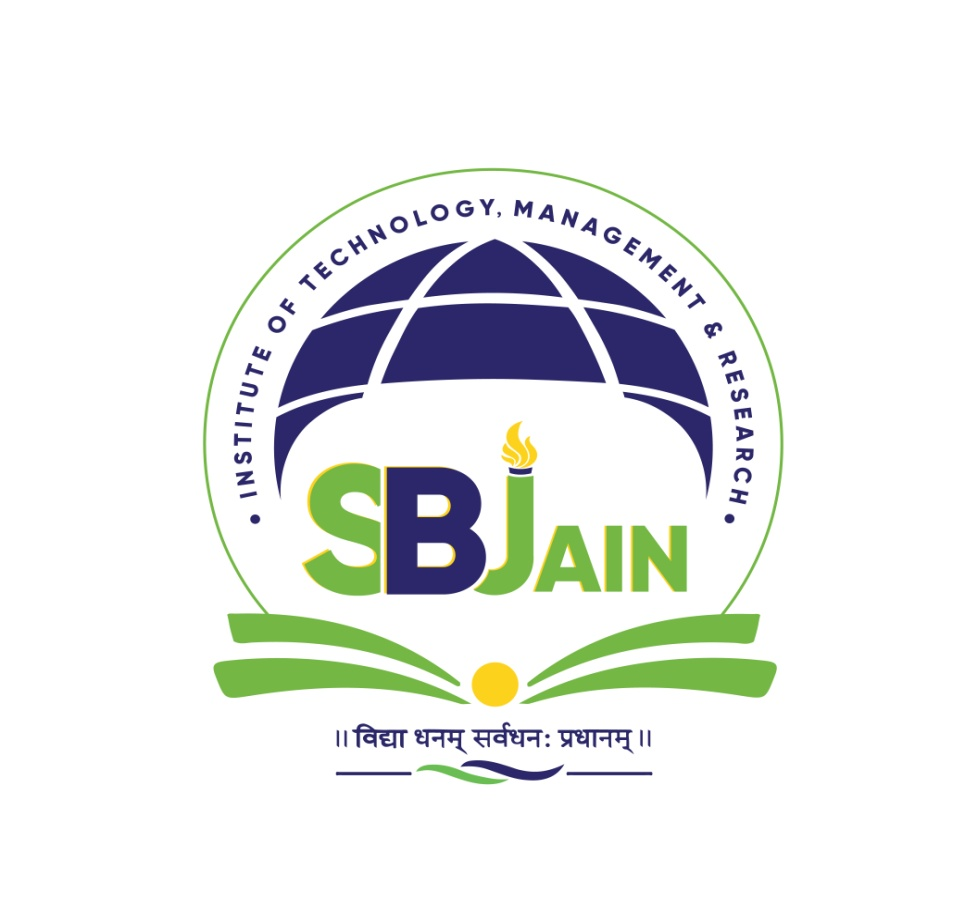 • INSTITUTE OF TECHNOLOGY, MANAGEMENT & RESEARCH •
SBJAIN
॥ विद्या धनम् सर्वधन: प्रधानम् ॥